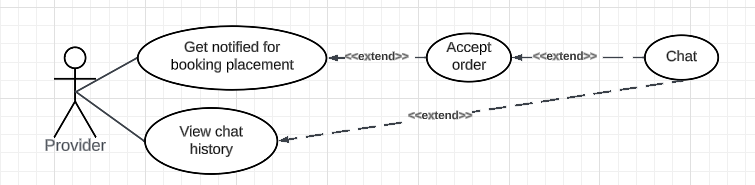 Get notified for
booking placement
<<extend>>
Accept
order
<<extend>>
Chat
<<extend>>
View chat
history
Provider